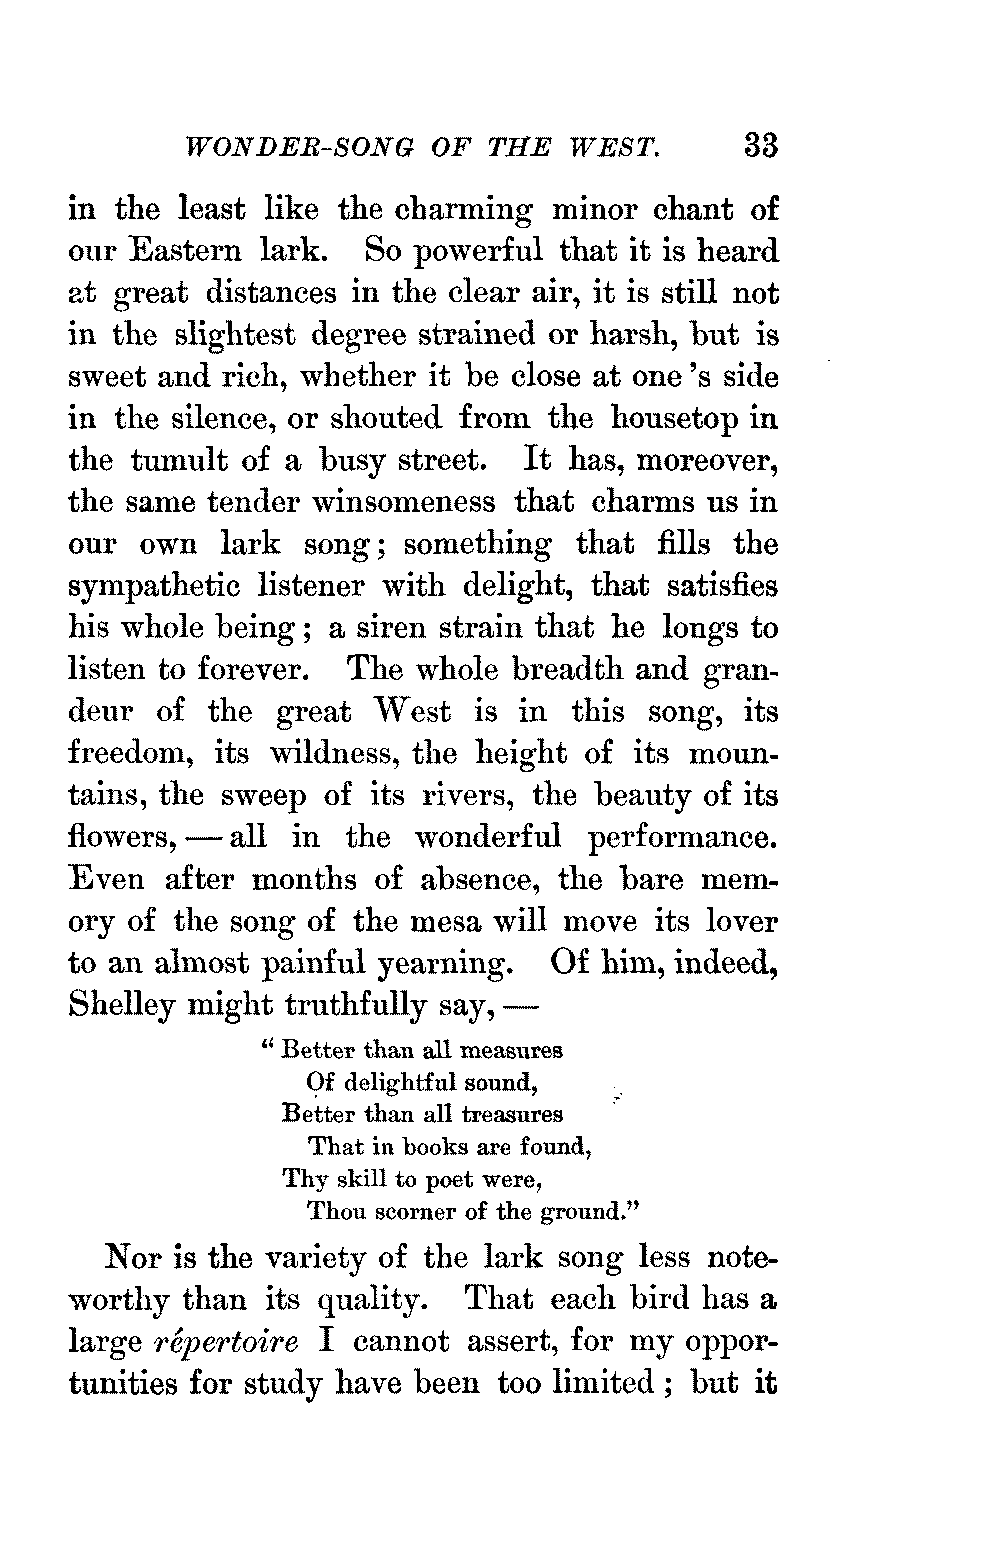 WONDER-SONG OF THE WEST. 33
in the least like the charming minor chant of
our Eastern lark. So powerful that it is heard
at great distances in the clear air, it is still not
in the slightest degree strained or harsh, but is
sweet and rich, whether it be close at one 's side
in the silence, or shouted from the housetop in
the tumult of a busy street. It has, moreover,
the same tender winsomeness that charms us in
our own lark song; something that fills the
sympathetic listener with delight, that satisfies
his whole being; a siren strain that he longs to
listen to forever. The whole breadth and gran-
deur of the great West is in this song, its
freedom, its wildness, the height of its moun-
tains, the sweep of its rivers, the beauty of its
flowers, — all in the wonderful performance.
Even after months of absence, the bare mem-
ory of the song of the mesa will move its lover
to an almost painful yearning. Of him, indeed,
Shelley might truthfully say, —
“ Better than all measures
Of delightful sound,
Better than all treasures
That in books are found,
Thy skill to poet were,
Thou scorner of the ground.”
Nor is the variety of the lark song less note-
worthy than its quality. That each bird has a
large répertoire I cannot assert, for my oppor-
tunities for study have been too limited; but it